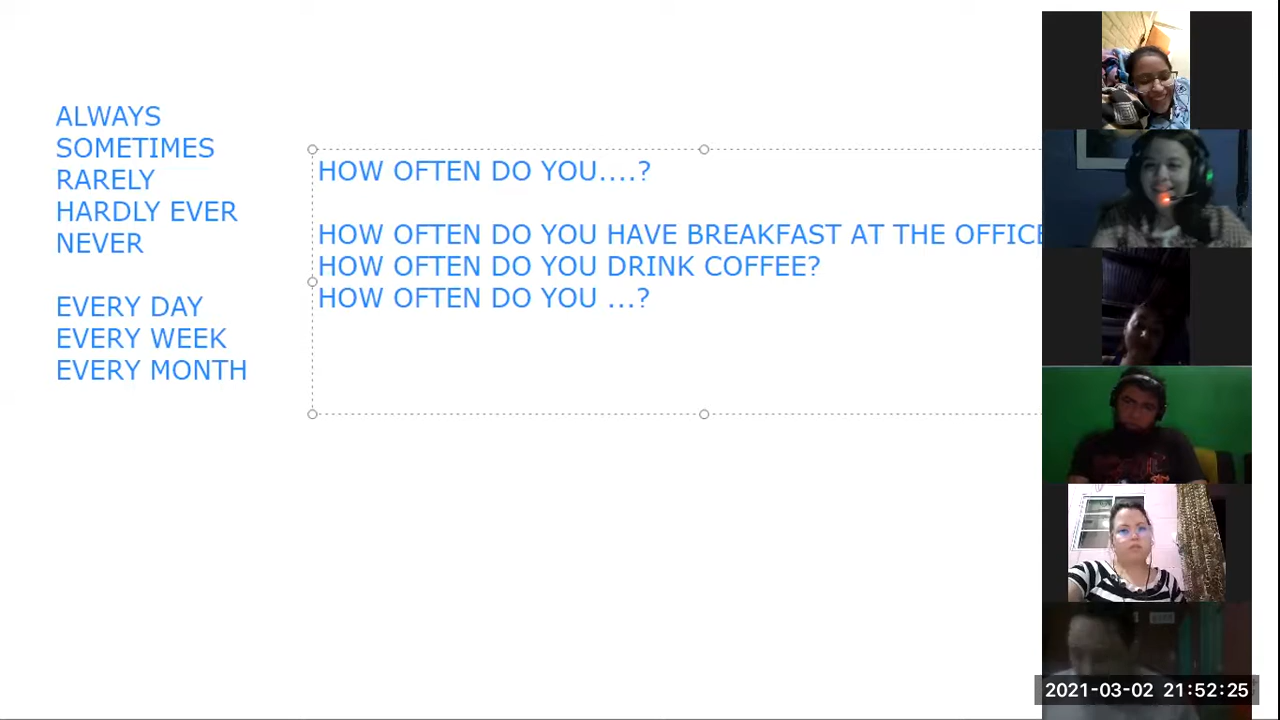 ALWAYS
SOMETIMES
RARELY
HARDLY EVER
NEVER
EVERY DAY
EVERY WEEK
EVERY MONTH
HOW OFTEN DO YOU....?
HOW OFTEN DO YOU HAVE BREAKFAST AT THE OFFICE
HOW OFTEN DO YOU DRINK COFFEE?
HOW OFTEN DO YOU ...?
2021-03-02 21:52:25